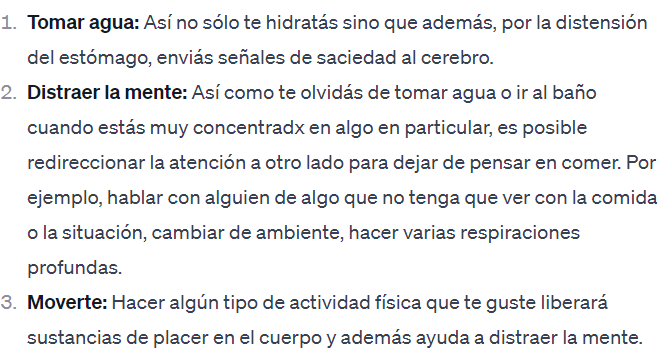 1. Tomar agua: Así no sólo te hidratás sino que además, por la distensión
del estómago, enviás señales de saciedad al cerebro.
2. Distraer la mente: Así como te olvidás de tomar agua o ir al baño
cuando estás muy concentradx en algo en particular, es posible
redireccionar la atención a otro lado para dejar de pensar en comer. Por
ejemplo, hablar con alguien de algo que no tenga que ver con la comida
o la situación, cambiar de ambiente, hacer varias respiraciones
profundas.
3. Moverte: Hacer algún tipo de actividad física que te guste liberará
sustancias de placer en el cuerpo y además ayuda a distraer la mente.